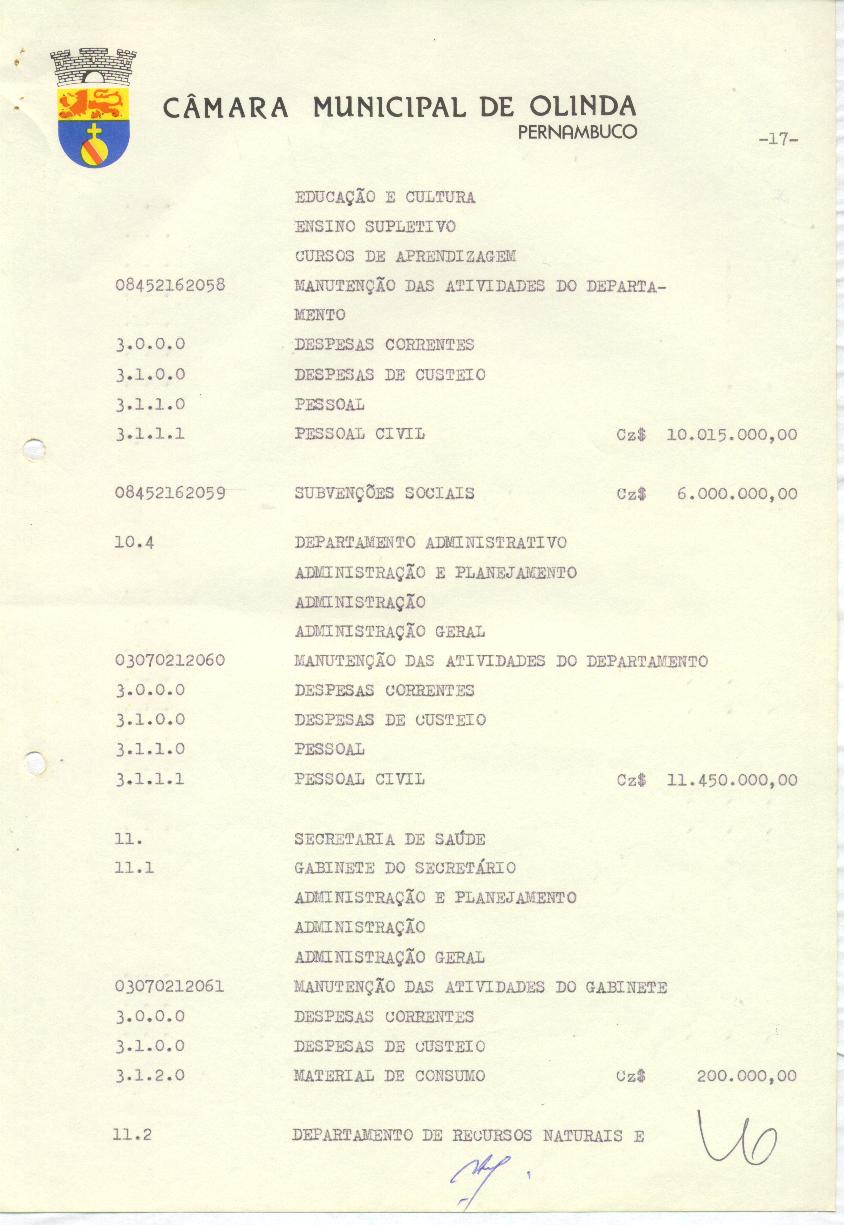 CÂMARA MUNICIPAL DE OLINDA
PERNAMBUCO
-17-
EDUCAÇÃO E CULTURA
ENSINO SUPLETIVO
CURSOS DE APRENDIZAGEM
08452162058 MANUTENÇÃO DAS ATIVIDADES DO DEPARTA-
MENTO
3.0.0.0 DESPESAS CORRENTES
3.1.0.0 DESPESAS DE CUSTEIO
3.1.1.0 PESSOAL
3.1.1.1 PESSOAL CIVIL Cz$ 10.015.000,00
08452162059 SUBVENÇÕES SOCIAIS Cz$ 6.000.000,00
10.4 DEPARTAMENTO ADMINISTRATIVO
ADMINISTRAÇÃO E PLANEJAMENTO
ADMINISTRAÇÃO
ADMINISTRAÇÃO GERAL
03070212060 MANUTENÇÃO DAS ATIVIDADES DO DEPARTAMENTO
3.0.0.0 DESPESAS CORRENTES
3.1.0.0 DESPESAS DE CUSTEIO
3.1.1.0 PESSOAL
3.1.1.1 PESSOAL CIVIL Cz$ 11.450.000,00
11. SECRETARIA DE SAÚDE
11.1 GABINETE DO SECRETÁRIO
ADMINISTRAÇÃO E PLANEJAMENTO
ADMINISTRAÇÃO
ADMINISTRAÇÃO GERAL
03070212061 MANUTENÇÃO DAS ATIVIDADES DO GABINETE
3.0.0.0 DESPESAS CORRENTES
3.1.0.0 DESPESAS DE CUSTEIO
3.1.2.0 MATERIAL DE CONSUMO Cz$ 200.000,00
11.2 DEPARTAMENTO DE RECURSOS NATURAIS E